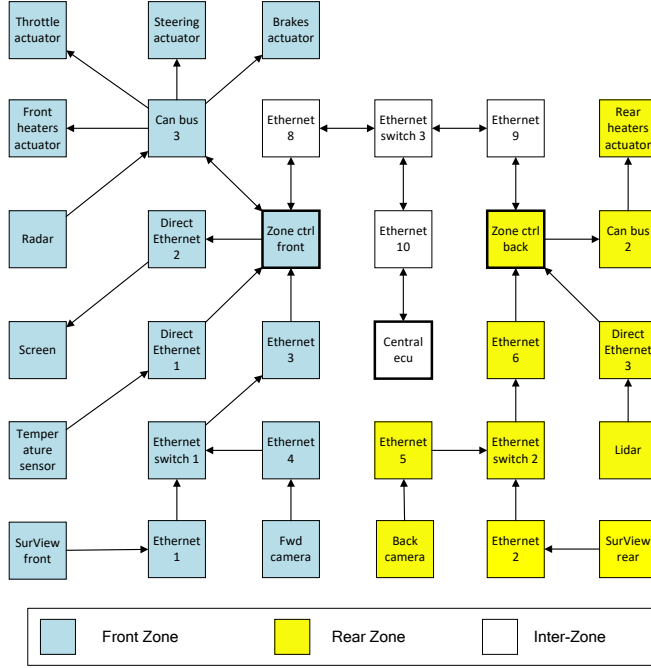 Throttle
actuator
Steering
actuator
Brakes
actuator
Front
heaters
actuator
Can bus
3
Ethernet
8
Ethernet
switch 3
Ethernet
9
Rear
heaters
actuator
Radar
Direct
Ethernet
2
Zone ctrl
front
Ethernet
10
Zone ctrl
back
Can bus
2
Screen
Direct
Ethernet
1
Ethernet
3
Central
ecu
Ethernet
6
Direct
Ethernet
3
Temper
ature
sensor
Ethernet
switch 1
Ethernet
4
Ethernet
5
Ethernet
switch 2
Lidar
SurView
front
Ethernet
1
Fwd
camera
Back
camera
Ethernet
2
SurView
rear
Front Zone
Rear Zone
Inter-Zone